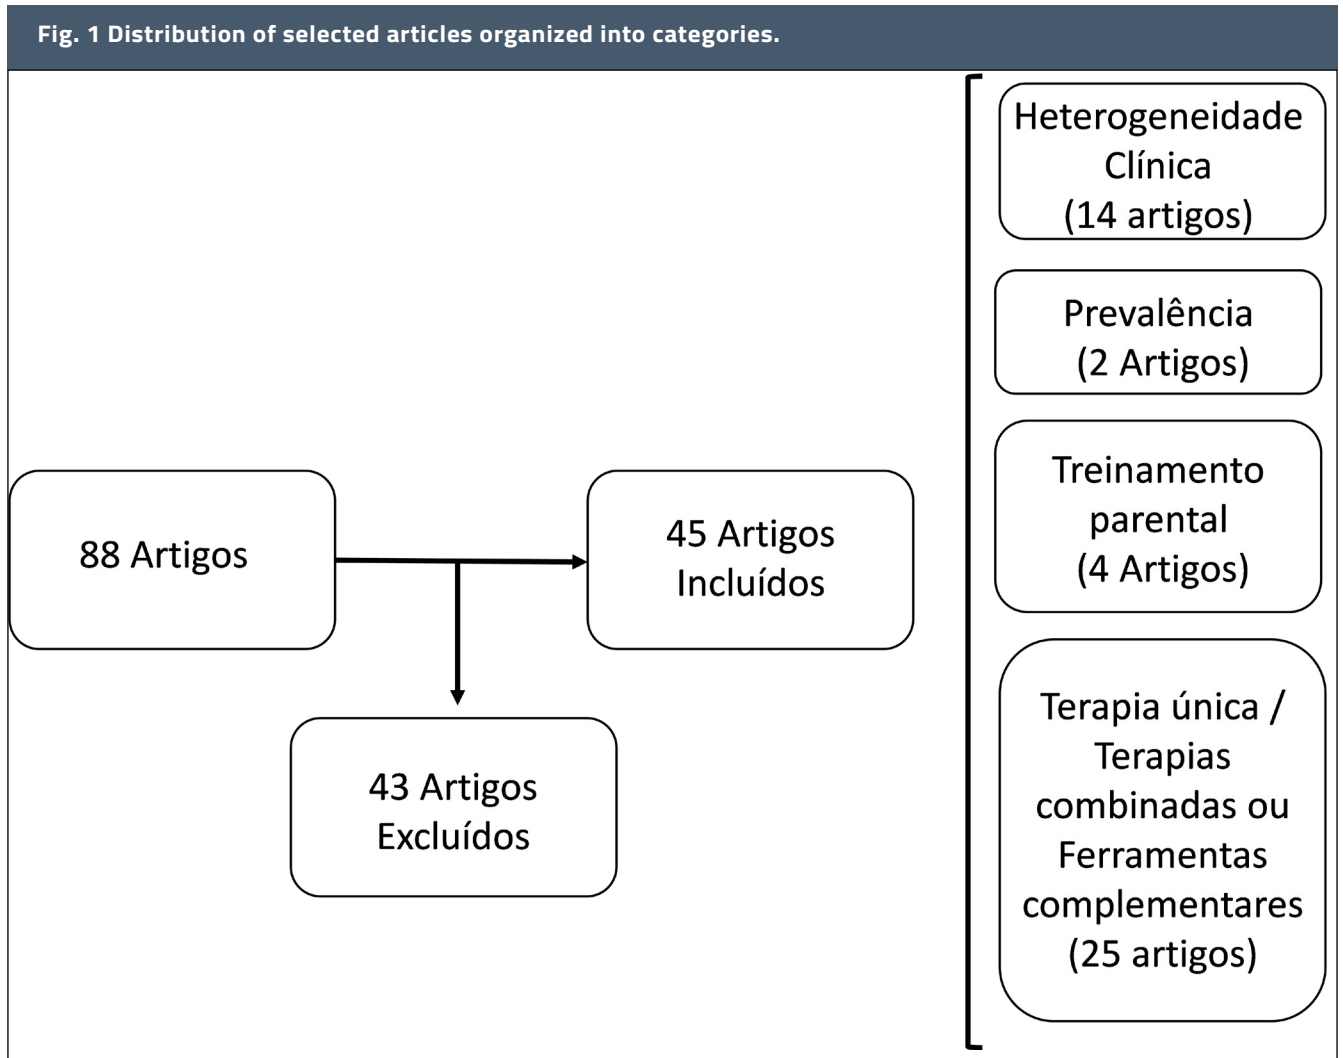 Fig. 1 Distribution of selected articles organized into categories.
88 Artigos
45 Artigos
Incluídos
43 Artigos
Excluídos
Heterogeneidade
Clínica
(14 artigos)
Prevalência
(2 Artigos)
Treinamento
parental
(4 Artigos)
Terapia única /
Terapias
combinadas ou
Ferramentas
complementares
(25 artigos)